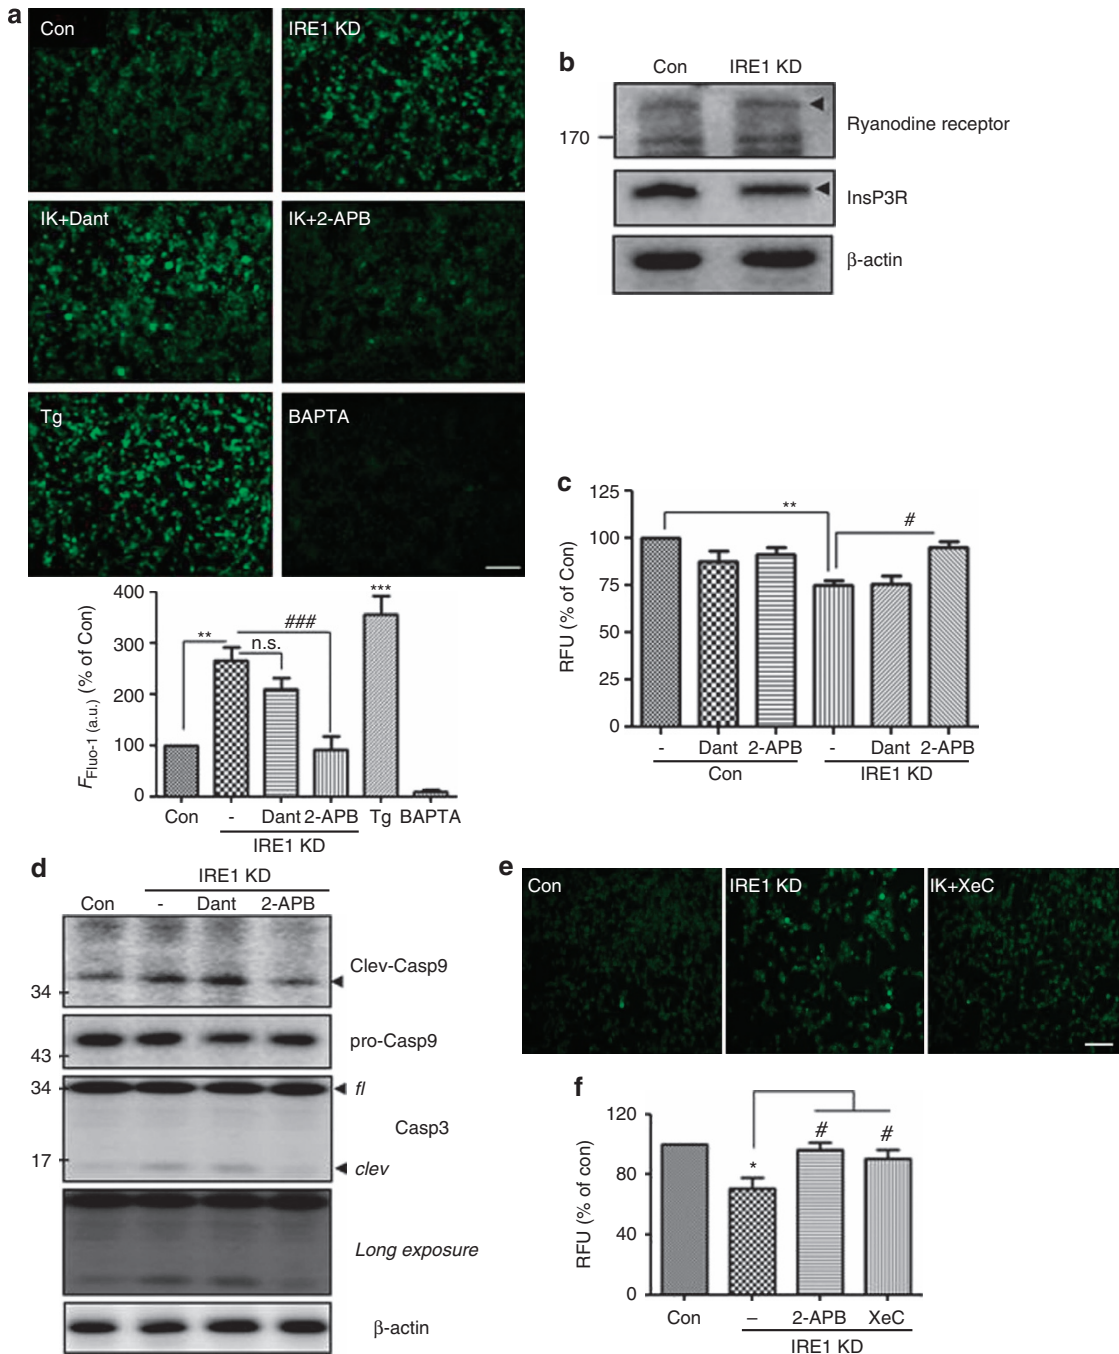 a
Con
IRE1 KD
IK+Dant
IK+2-APB
Tg
BAPTA
400
300
200
100
0
F Fluo-1 (a.u.) (% of Con)
**
n.s.
###
***
Con
-
Dant
2-APB
Tg
BAPTA
IRE1 KD
b
Con
IRE1 KD
170
Ryanodine receptor
InsP3R
β-actin
c
125
100
75
50
25
0
RFU (% of Con)
**
#
-
Dant
2-APB
-
Dant
2-APB
Con
IRE1 KD
d
IRE1 KD
Con
-
Dant
2-APB
34
Clev-Casp9
43
pro-Casp9
34
fl
Casp3
17
clev
Long exposure
β-actin
e
Con
IRE1 KD
IK+XeC
f
120
80
40
0
RFU (% of con)
*
#
#
Con
–
2-APB
XeC
IRE1 KD